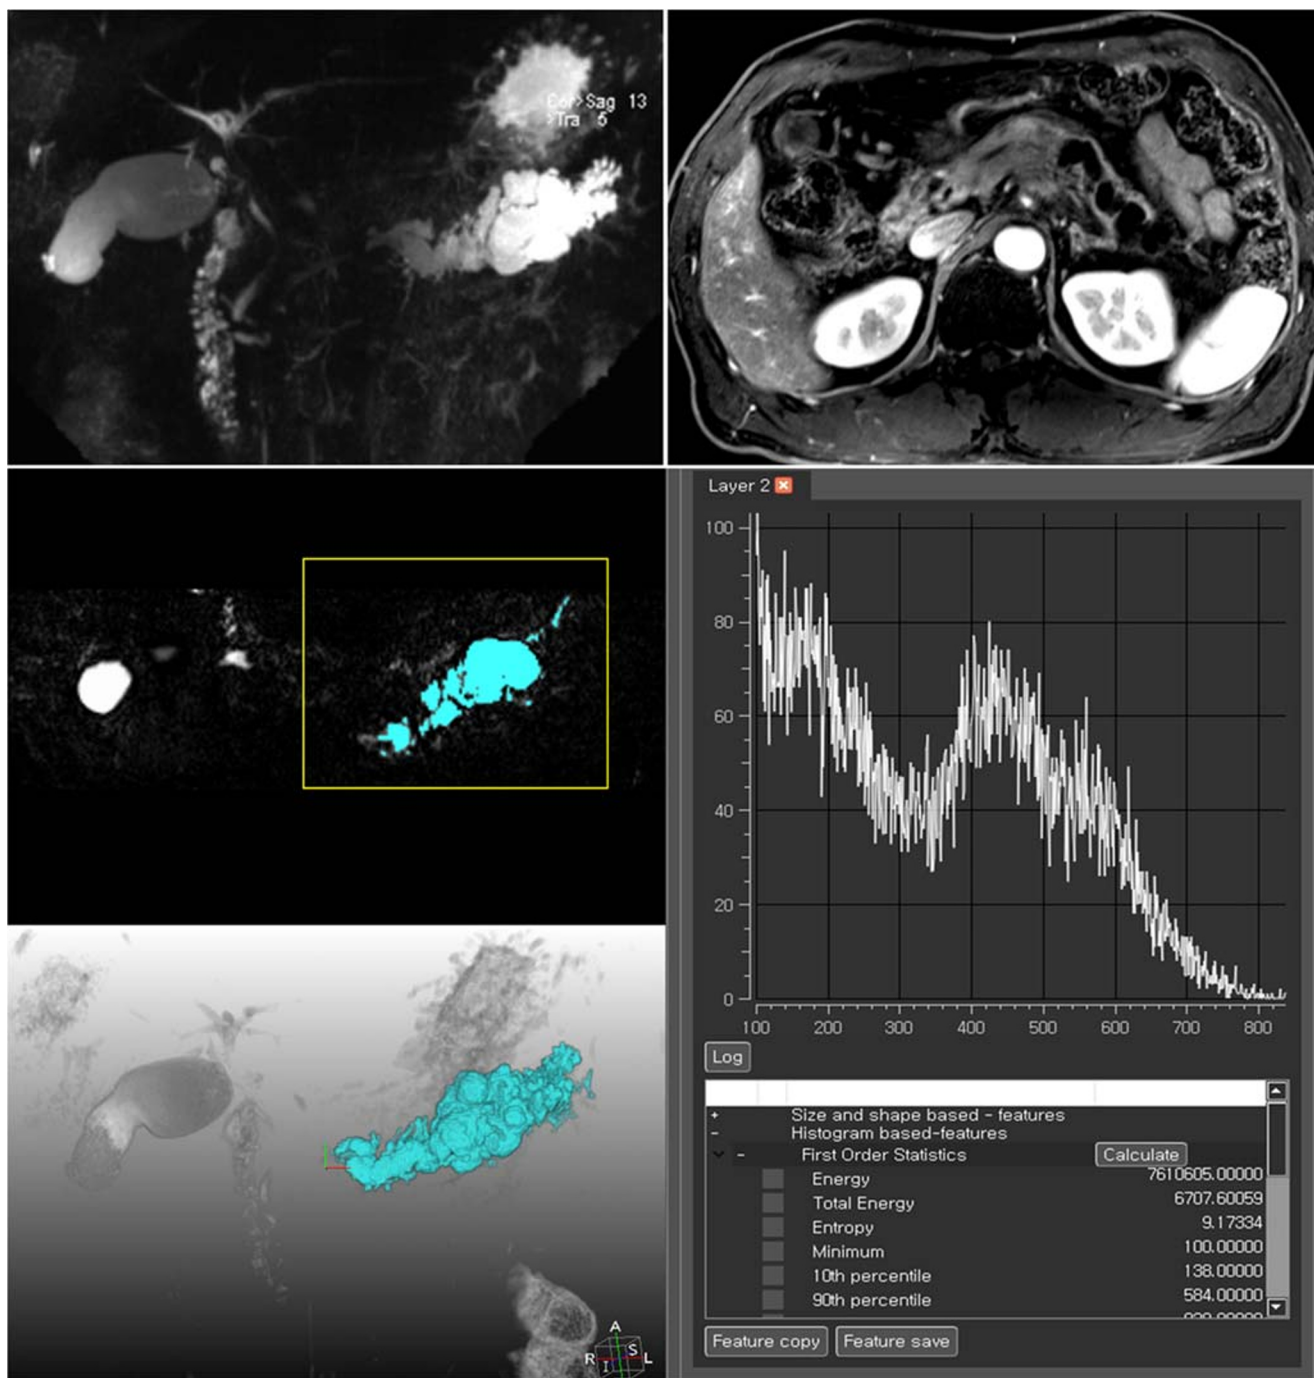 Cor>Sag 13
>Tra 5
Layer 2
100
80
60
40
20
0
100 200 300 400 500 600 700 800
Log
+ Size and shape based - features
- Histogram based-features
- First Order Statistics Calculate
Energy 7610605.00000
Total Energy 6707.60059
Entropy 9.17334
Minimum 100.00000
10th percentile 138.00000
90th percentile 584.00000
Feature copy Feature save
A
S
R I L